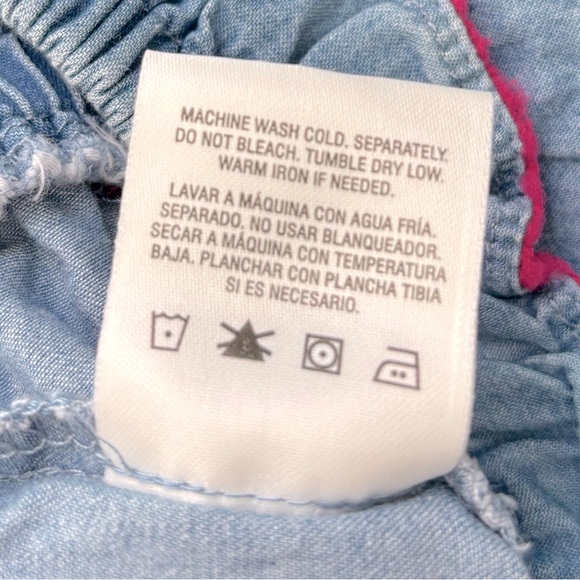 MACHINE WASH COLD. SEPARATELY.
DO NOT BLEACH. TUMBLE DRY LOW.
WARM IRON IF NEEDED.
LAVAR A MÁQUINA CON AGUA FRÍA.
SEPARADO. NO USAR BLANQUEADOR.
SECAR A MÁQUINA CON TEMPERATURA
BAJA. PLANCHAR CON PLANCHA TIBIA
SI ES NECESARIO.